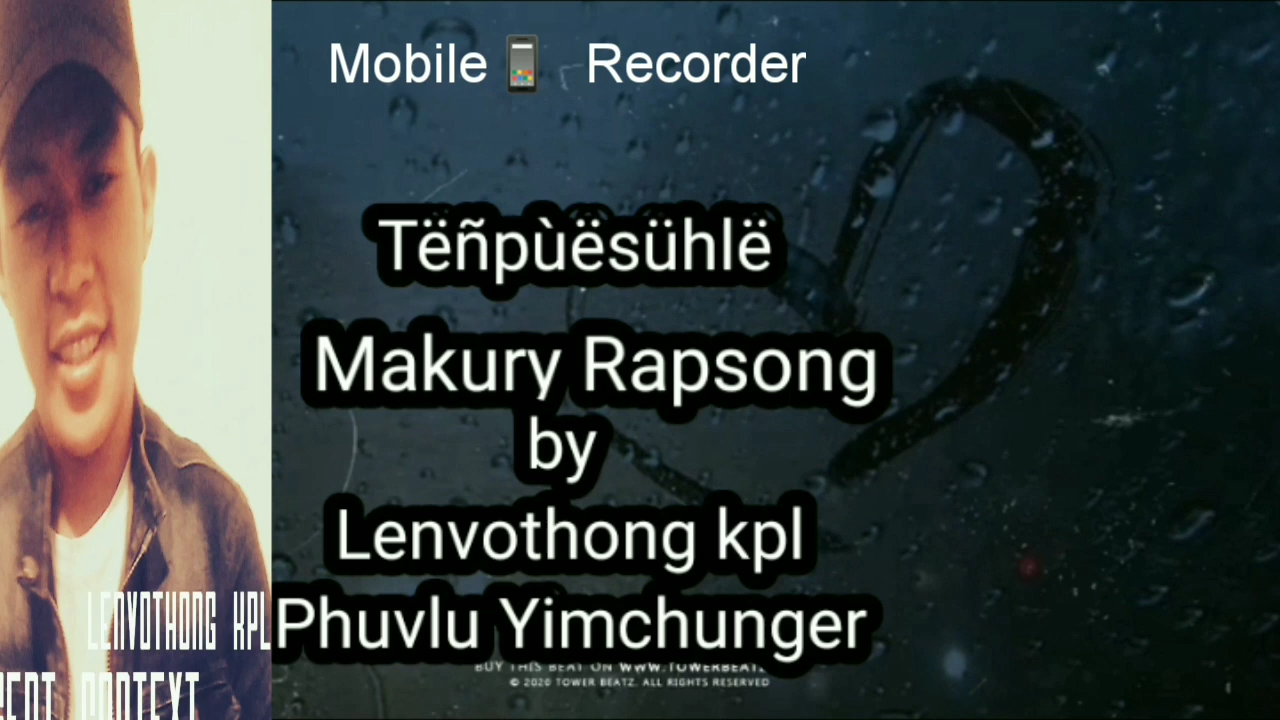 Mobile📱 Recorder
Tëñpùësühlë
Makury Rapsong
by
Lenvothong kpl
Phuvlu Yimchunger
LENVOTHONG KPL
CONTEXT
BUY THIS BEAT ON WWW.TOWERBEATZ.
© 2020 TOWER BEATZ. ALL RIGHTS RESERVED